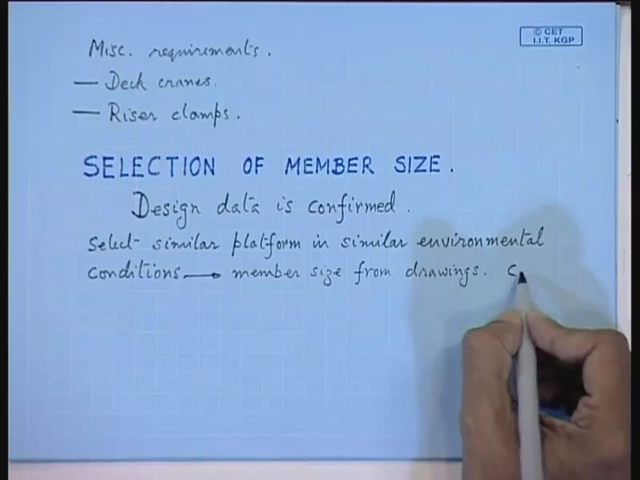 © CET
I.I.T. KGP
Misc. requirements.
— Deck cranes.
— Riser clamps.
SELECTION OF MEMBER SIZE.
Design data is confirmed.
Select similar platform in similar environmental
conditions → member size from drawings. C